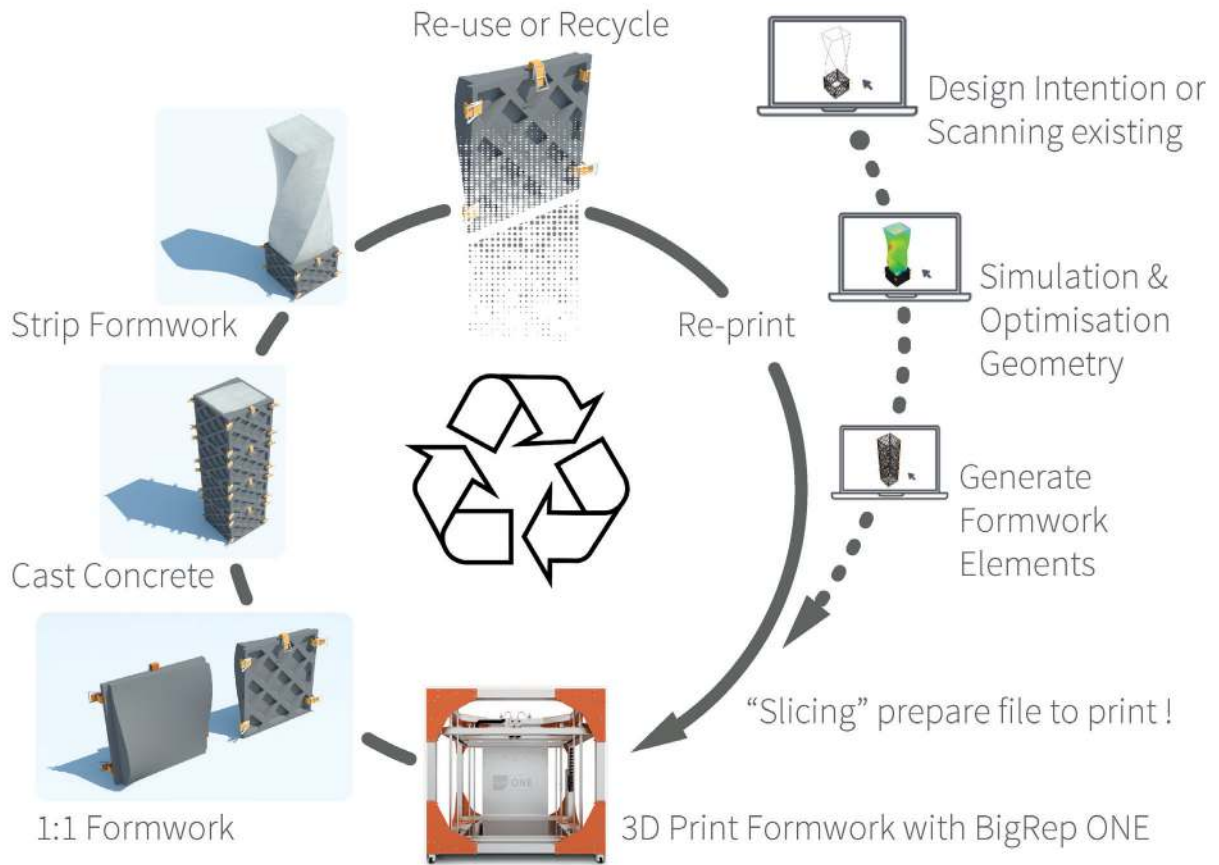 Re-use or Recycle
Design Intention or
Scanning existing
Strip Formwork
Simulation &
Optimisation
Geometry
Re-print
Cast Concrete
Generate
Formwork
Elements
"Slicing" prepare file to print !
ONE
1:1 Formwork
3D Print Formwork with BigRep ONE